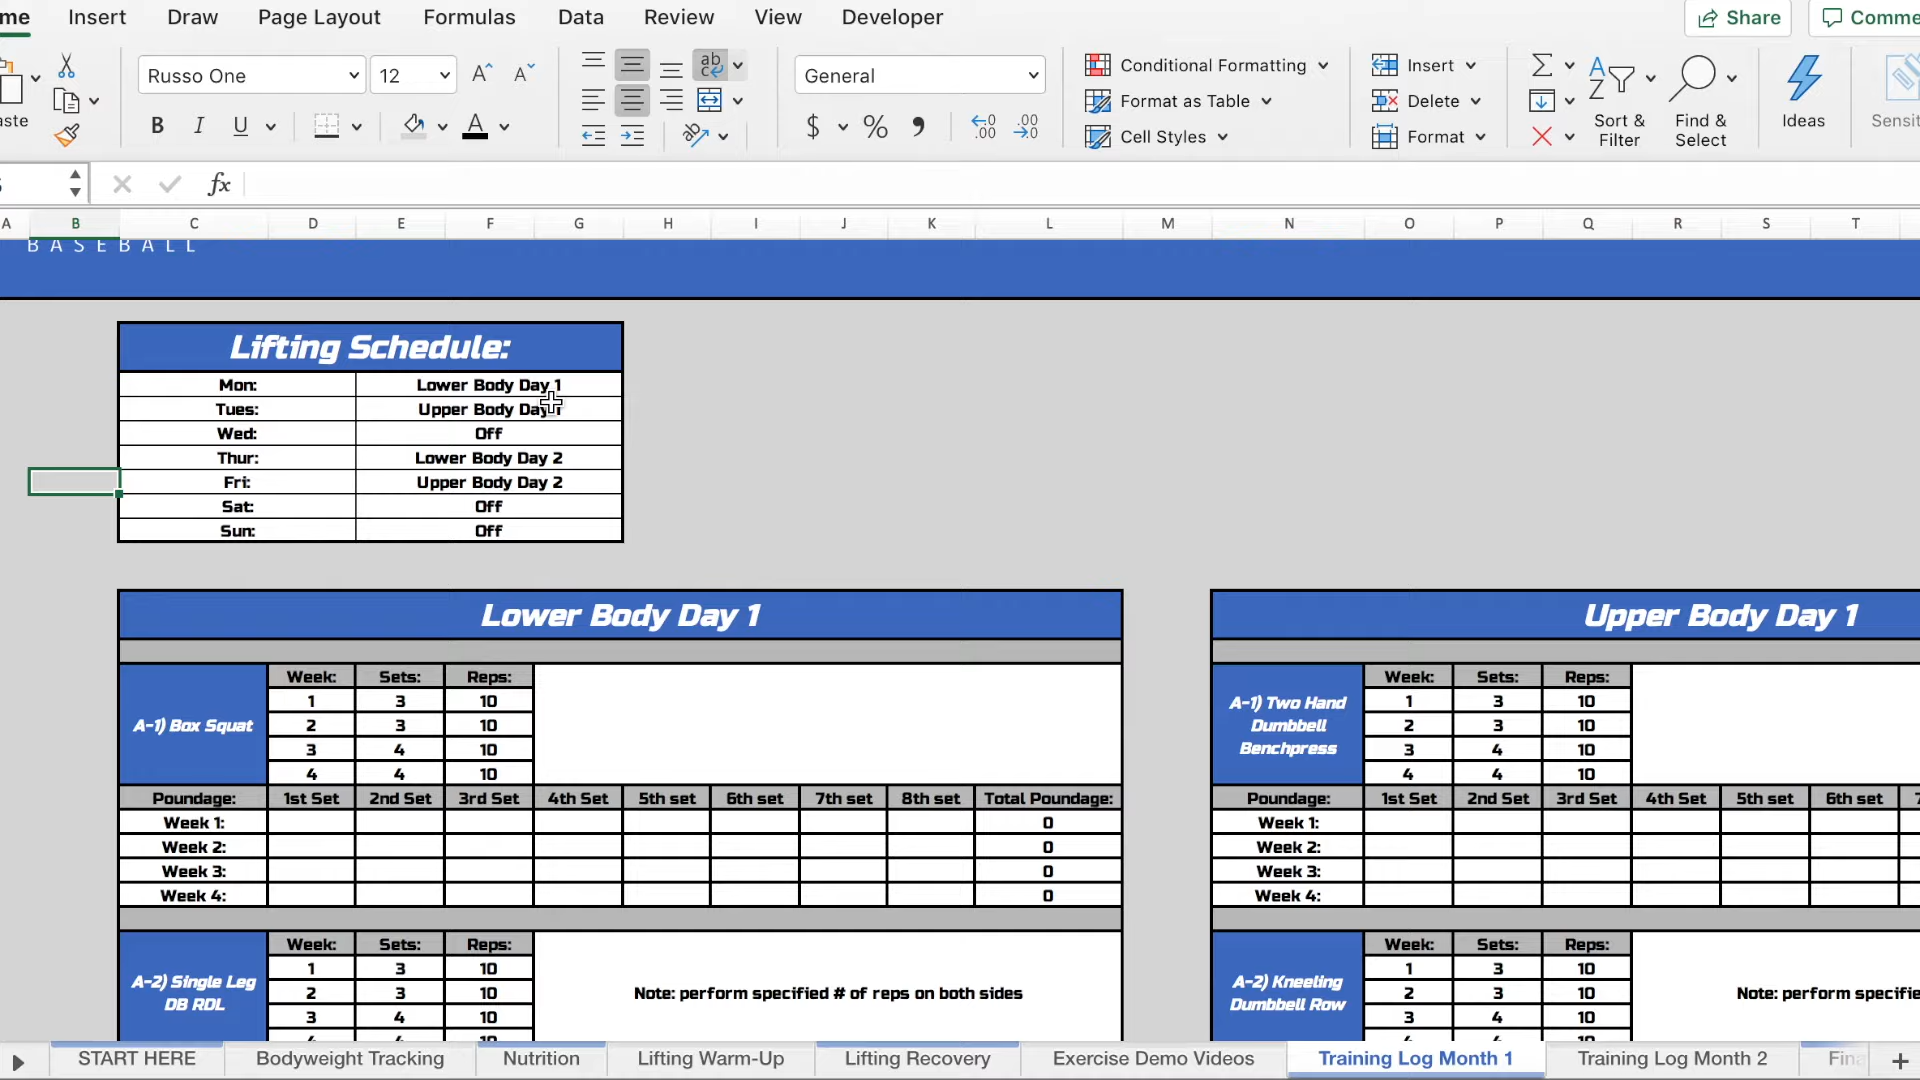 me Insert Draw Page Layout Formulas Data Review View Developer Share Comme
aste Russo One 12 General Conditional Formatting Insert
Format as Table Delete
B I U $ % Cell Styles Format
Sort & Filter Find & Select Ideas Sensit
fx
A B C D E F G H I J K L M N O P Q R S T
BASEBALL
Lifting Schedule:
Mon: Lower Body Day 1
Tues: Upper Body Day 1
Wed: Off
Thur: Lower Body Day 2
Fri: Upper Body Day 2
Sat: Off
Sun: Off
Lower Body Day 1
A-1) Box Squat
Week: Sets: Reps:
1 3 10
2 3 10
3 4 10
4 4 10
Poundage: 1st Set 2nd Set 3rd Set 4th Set 5th set 6th set 7th set 8th set Total Poundage:
Week 1: 0
Week 2: 0
Week 3: 0
Week 4: 0
A-2) Single Leg
DB RDL
Week: Sets: Reps:
1 3 10
2 3 10
3 4 10
4 4 10
Note: perform specified # of reps on both sides
Upper Body Day 1
A-1) Two Hand
Dumbbell
Benchpress
Week: Sets: Reps:
1 3 10
2 3 10
3 4 10
4 4 10
Poundage: 1st Set 2nd Set 3rd Set 4th Set 5th set 6th set 7
Week 1:
Week 2:
Week 3:
Week 4:
A-2) Kneeling
Dumbbell Row
Week: Sets: Reps:
1 3 10
2 3 10
3 4 10
Note: perform specifie
START HERE Bodyweight Tracking Nutrition Lifting Warm-Up Lifting Recovery Exercise Demo Videos Training Log Month 1 Training Log Month 2 Fina